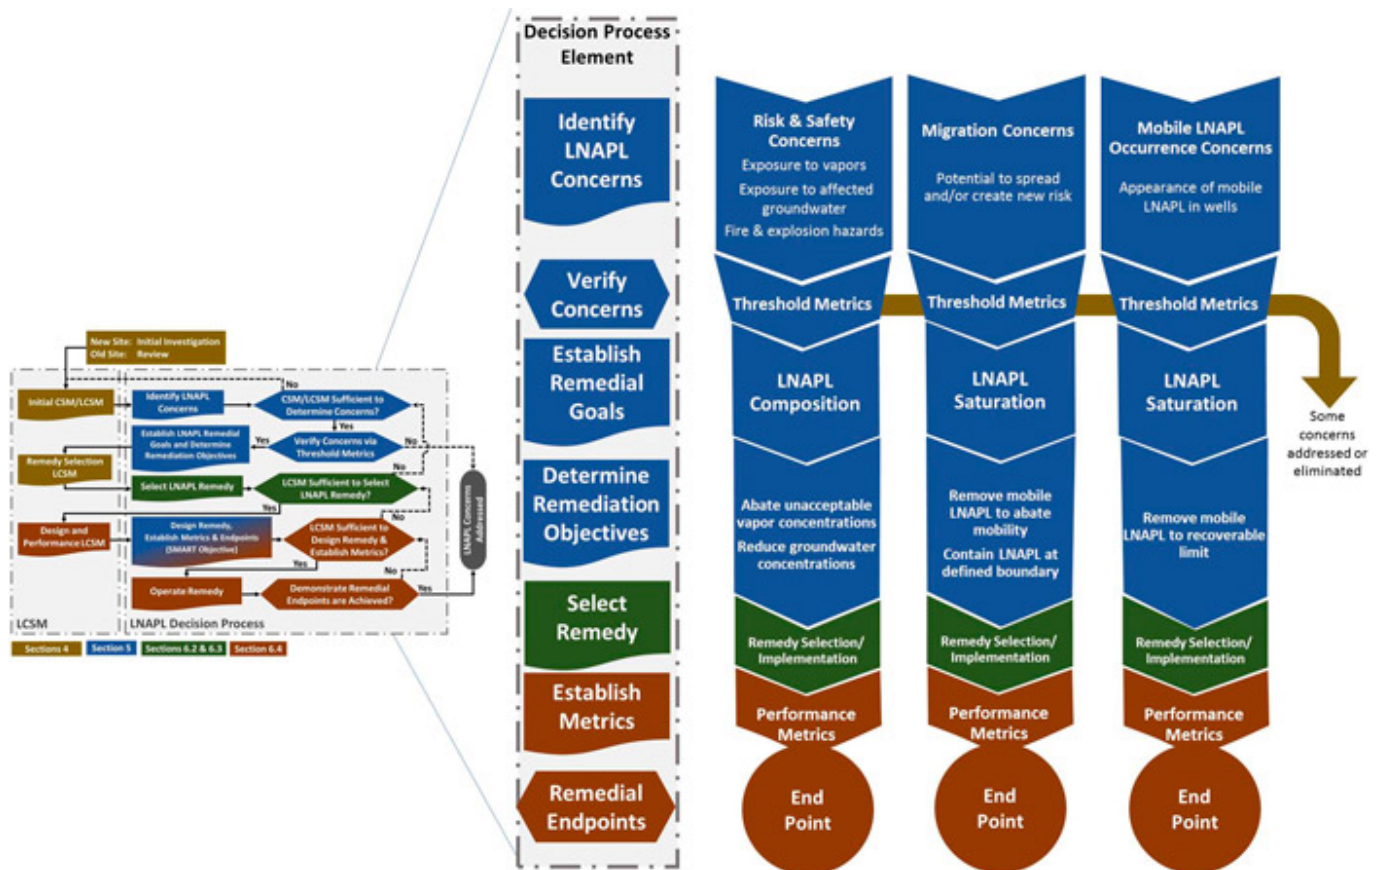 New Site: Initial Investigation
Old Site: Review
Initial CSM/LCSM
Identify LNAPL
Concerns
CSM/LCSM Sufficient to
Determine Concerns?
No
Yes
Establish LNAPL Remedial
Goals and Determine
Remediation Objectives
Yes
Verify Concerns via
Threshold Metrics
No
Remedy Selection
LCSM
Select LNAPL Remedy
LCSM Sufficient to Select
LNAPL Remedy?
No
Yes
Design and
Performance LCSM
Design Remedy,
Establish Metrics & Endpoints
(SMART Objective)
LCSM Sufficient to
Design Remedy &
Establish Metrics?
No
Yes
Operate Remedy
Demonstrate Remedial
Endpoints are Achieved?
No
Yes
LNAPL Concerns
Addressed
LCSM
LNAPL Decision Process
Sections 4
Section 5
Sections 6.2 & 6.3
Section 6.4
Decision Process
Element
Identify
LNAPL
Concerns
Verify
Concerns
Establish
Remedial
Goals
Determine
Remediation
Objectives
Select
Remedy
Establish
Metrics
Remedial
Endpoints
Risk & Safety
Concerns
Exposure to vapors
Exposure to affected
groundwater
Fire & explosion hazards
Threshold Metrics
LNAPL
Composition
Abate unacceptable
vapor concentrations
Reduce groundwater
concentrations
Remedy Selection/
Implementation
Performance
Metrics
End
Point
Migration Concerns
Potential to spread
and/or create new risk
Threshold Metrics
LNAPL
Saturation
Remove mobile
LNAPL to abate
mobility
Contain LNAPL at
defined boundary
Remedy Selection/
Implementation
Performance
Metrics
End
Point
Mobile LNAPL
Occurrence Concerns
Appearance of mobile
LNAPL in wells
Threshold Metrics
LNAPL
Saturation
Remove mobile
LNAPL to recoverable
limit
Remedy Selection/
Implementation
Performance
Metrics
End
Point
Some
concerns
addressed or
eliminated